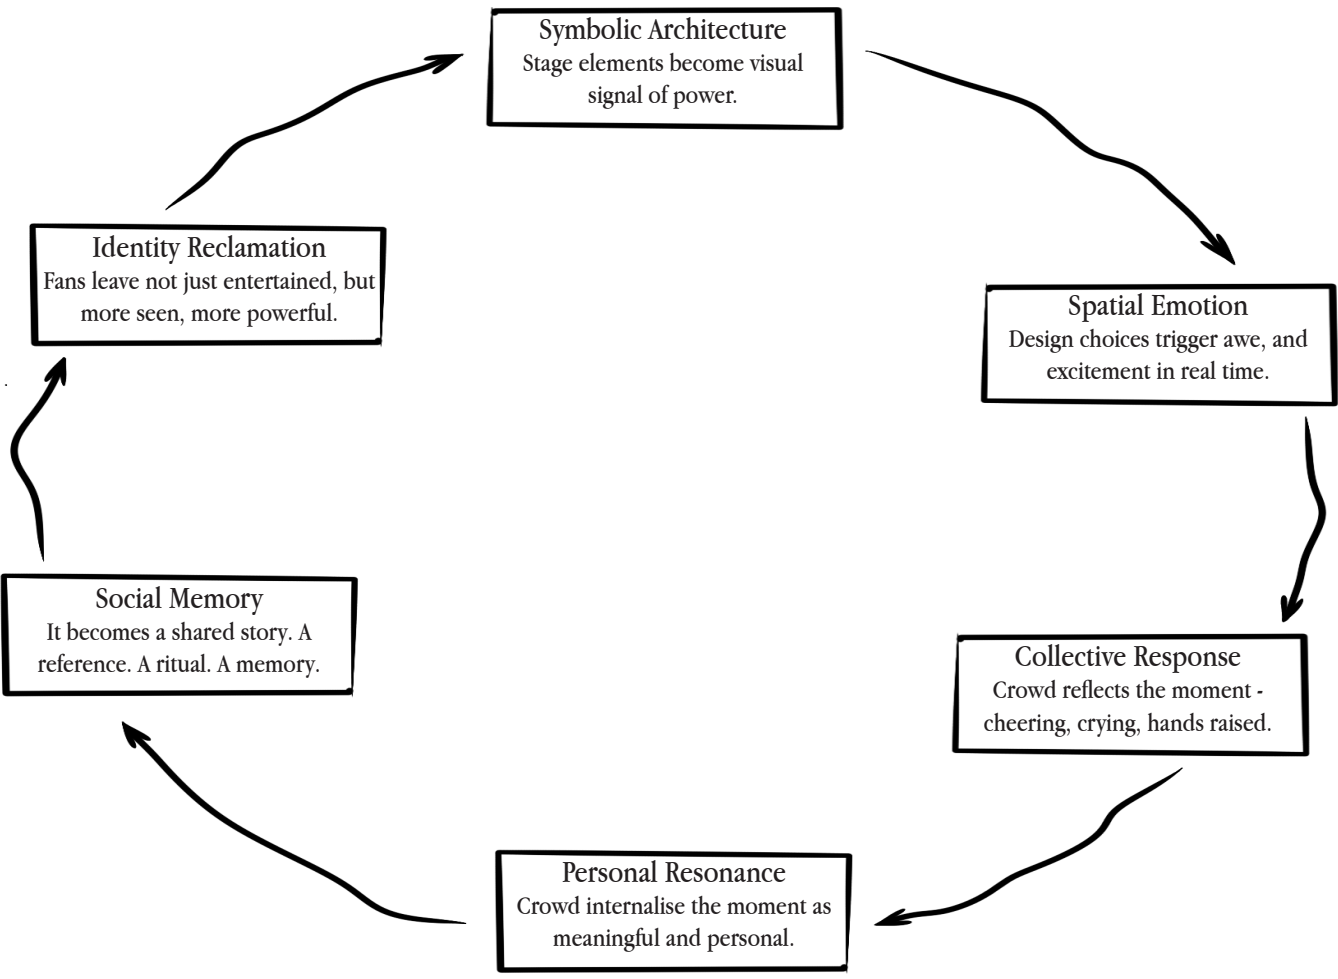 Symbolic Architecture
Stage elements become visual
signal of power.
Spatial Emotion
Design choices trigger awe, and
excitement in real time.
Collective Response
Crowd reflects the moment -
cheering, crying, hands raised.
Personal Resonance
Crowd internalise the moment as
meaningful and personal.
Social Memory
It becomes a shared story. A
reference. A ritual. A memory.
Identity Reclamation
Fans leave not just entertained, but
more seen, more powerful.